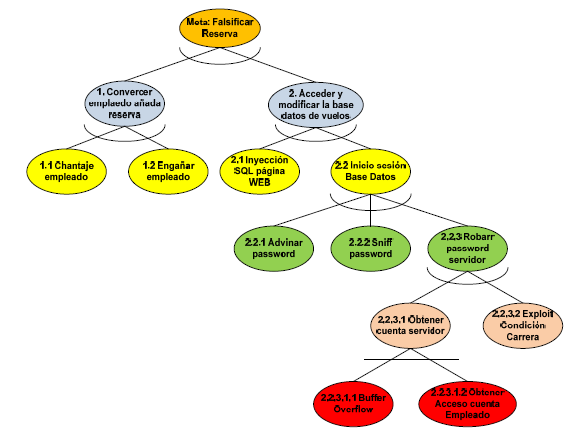 Meta: Falsificar
Reserva
1. Convercer
emplaedo añada
reserva
2. Acceder y
modificar la base
datos de vuelos
1.1 Chantaje
empleado
1.2 Engañar
empleado
2.1 Inyección
SQL página
WEB
2.2 Inicio sesión
Base Datos
2.2.1 Advinar
password
2.2.2 Sniff
password
2.2.3 Robarr
password
servidor
2.2.3.1 Obtener
cuenta servidor
2.2.3.2 Exploit
Condición
Carrera
2.2.3.1.1 Buffer
Overflow
2.2.3.1.2 Obtener
Acceso cuenta
Empleado